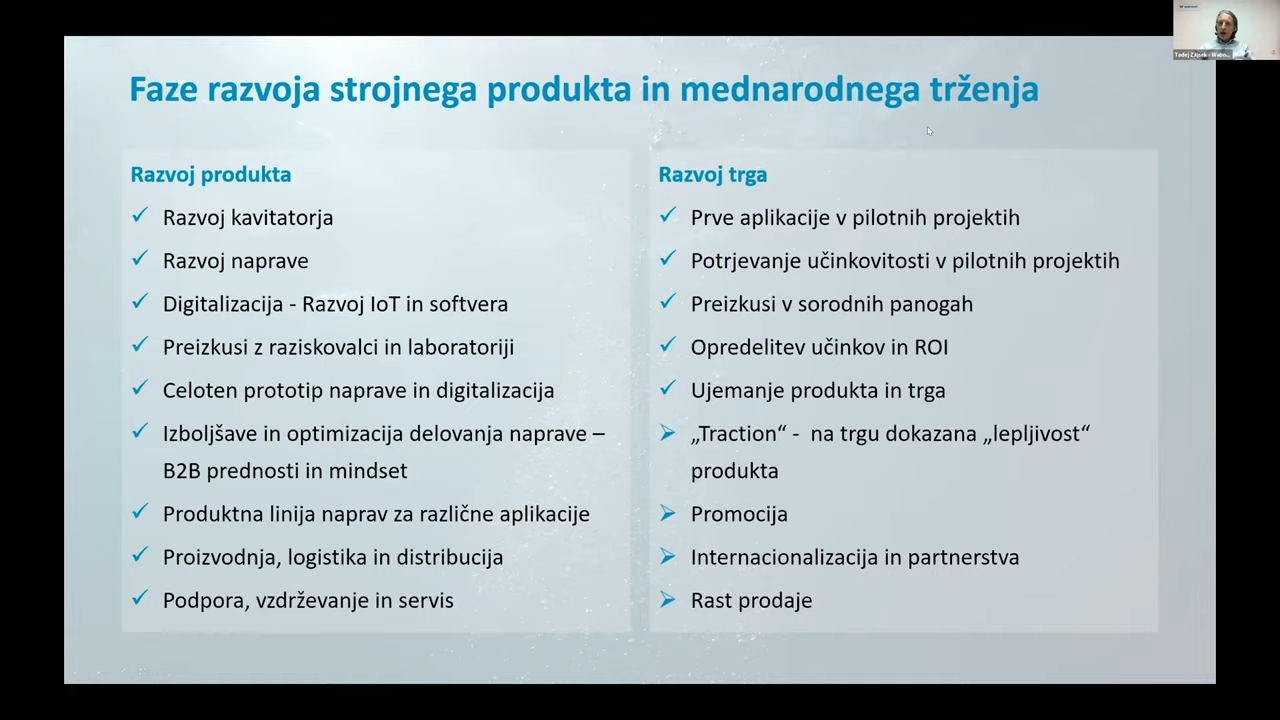 Faze razvoja strojnega produkta in mednarodnega trženja
Razvoj produkta
Razvoj kavitatorja
Razvoj naprave
Digitalizacija - Razvoj IoT in softvera
Preizkusi z raziskovalci in laboratoriji
Celoten prototip naprave in digitalizacija
Izboljšave in optimizacija delovanja naprave –
B2B prednosti in mindset
Produktna linija naprav za različne aplikacije
Proizvodnja, logistika in distribucija
Podpora, vzdrževanje in servis
Razvoj trga
Prve aplikacije v pilotnih projektih
Potrjevanje učinkovitosti v pilotnih projektih
Preizkusi v sorodnih panogah
Opredelitev učinkov in ROI
Ujemanje produkta in trga
„Traction“ - na trgu dokazana „lepljivost“
produkta
Promocija
Internacionalizacija in partnerstva
Rast prodaje